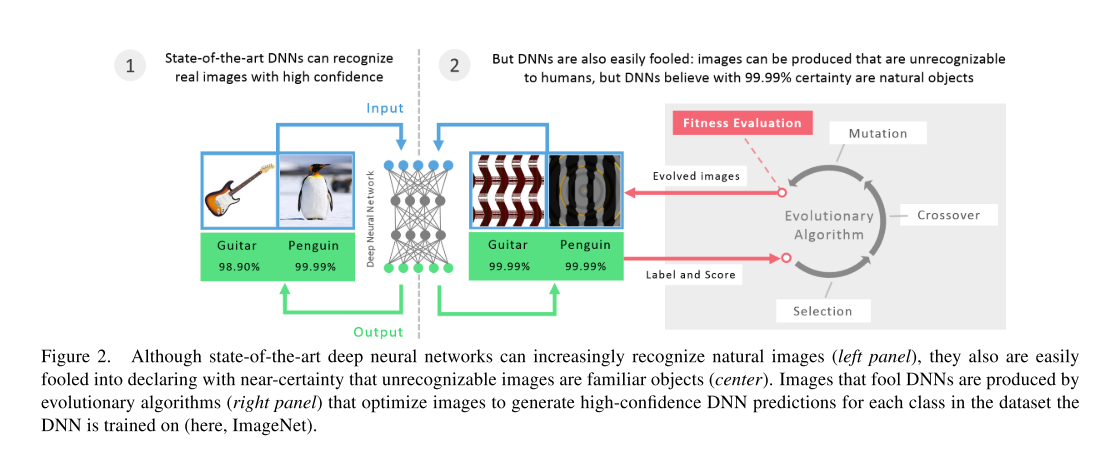 1
State-of-the-art DNNs can recognize
real images with high confidence
2
But DNNs are also easily fooled: images can be produced that are unrecognizable
to humans, but DNNs believe with 99.99% certainty are natural objects
Input
Deep Neural Network
Guitar Penguin
98.90% 99.99%
Output
Guitar Penguin
99.99% 99.99%
Evolved images
Label and Score
Fitness Evaluation
Mutation
Evolutionary
Algorithm
Crossover
Selection
Figure 2. Although state-of-the-art deep neural networks can increasingly recognize natural images (left panel), they also are easily
fooled into declaring with near-certainty that unrecognizable images are familiar objects (center). Images that fool DNNs are produced by
evolutionary algorithms (right panel) that optimize images to generate high-confidence DNN predictions for each class in the dataset the
DNN is trained on (here, ImageNet).